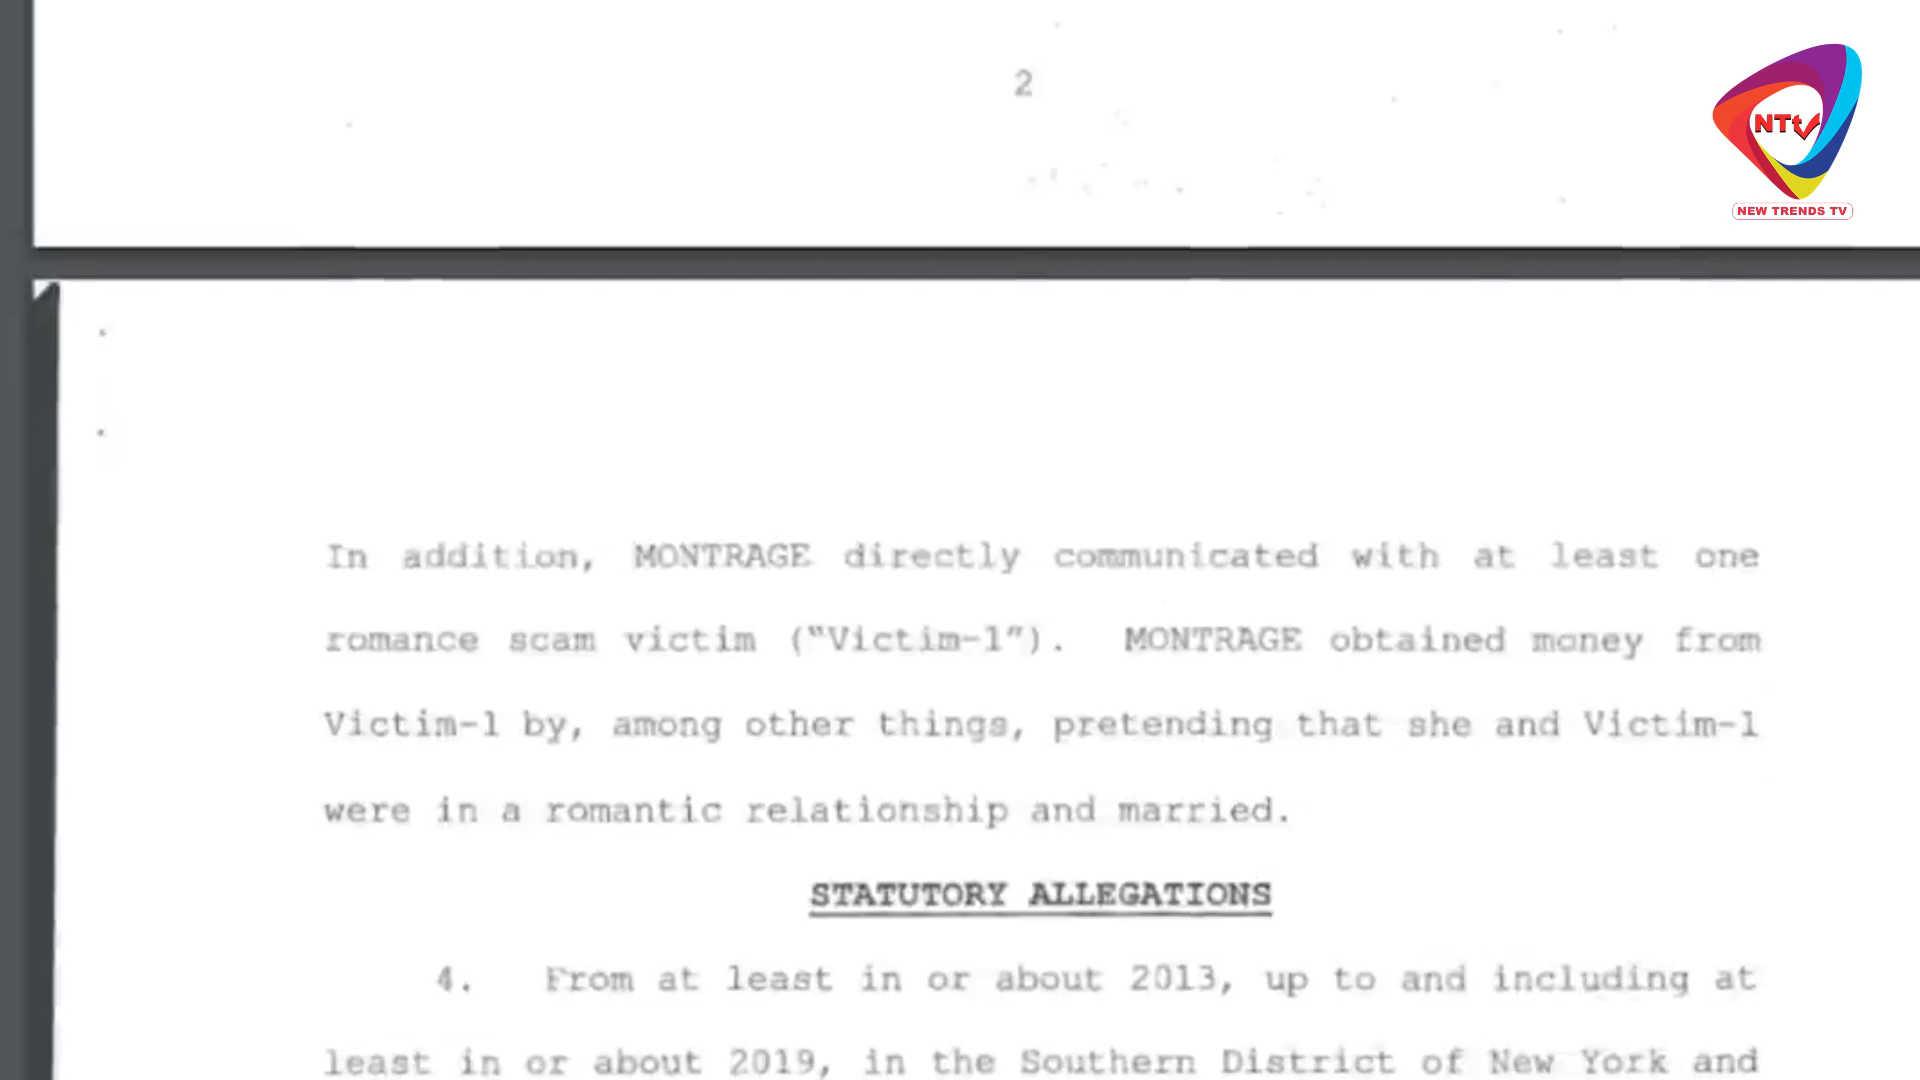 2
NTV
NEW TRENDS TV
In addition, MONTRAGE directly communicated with at least one
romance scam victim ("Victim-1"). MONTRAGE obtained money from
Victim-1 by, among other things, pretending that she and Victim-1
were in a romantic relationship and married.
STATUTORY ALLEGATIONS
4. From at least in or about 2013, up to and including at
least in or about 2019, in the Southern District of New York and